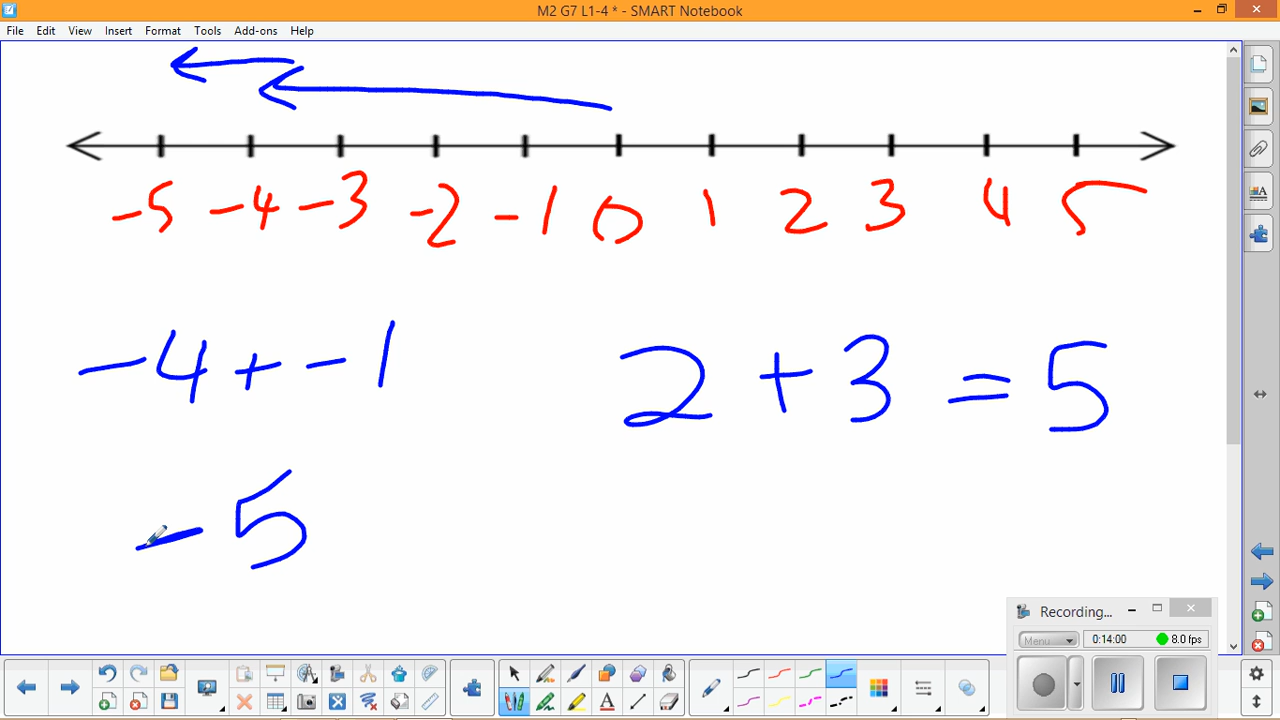 M2 G7 L1-4 * - SMART Notebook
File Edit View Insert Format Tools Add-ons Help
-5 -4 -3 -2 -1 0 1 2 3 4 5
-4 + -1
2 + 3 = 5
-5
Recording...
Menu 0:14:00 8.0 fps